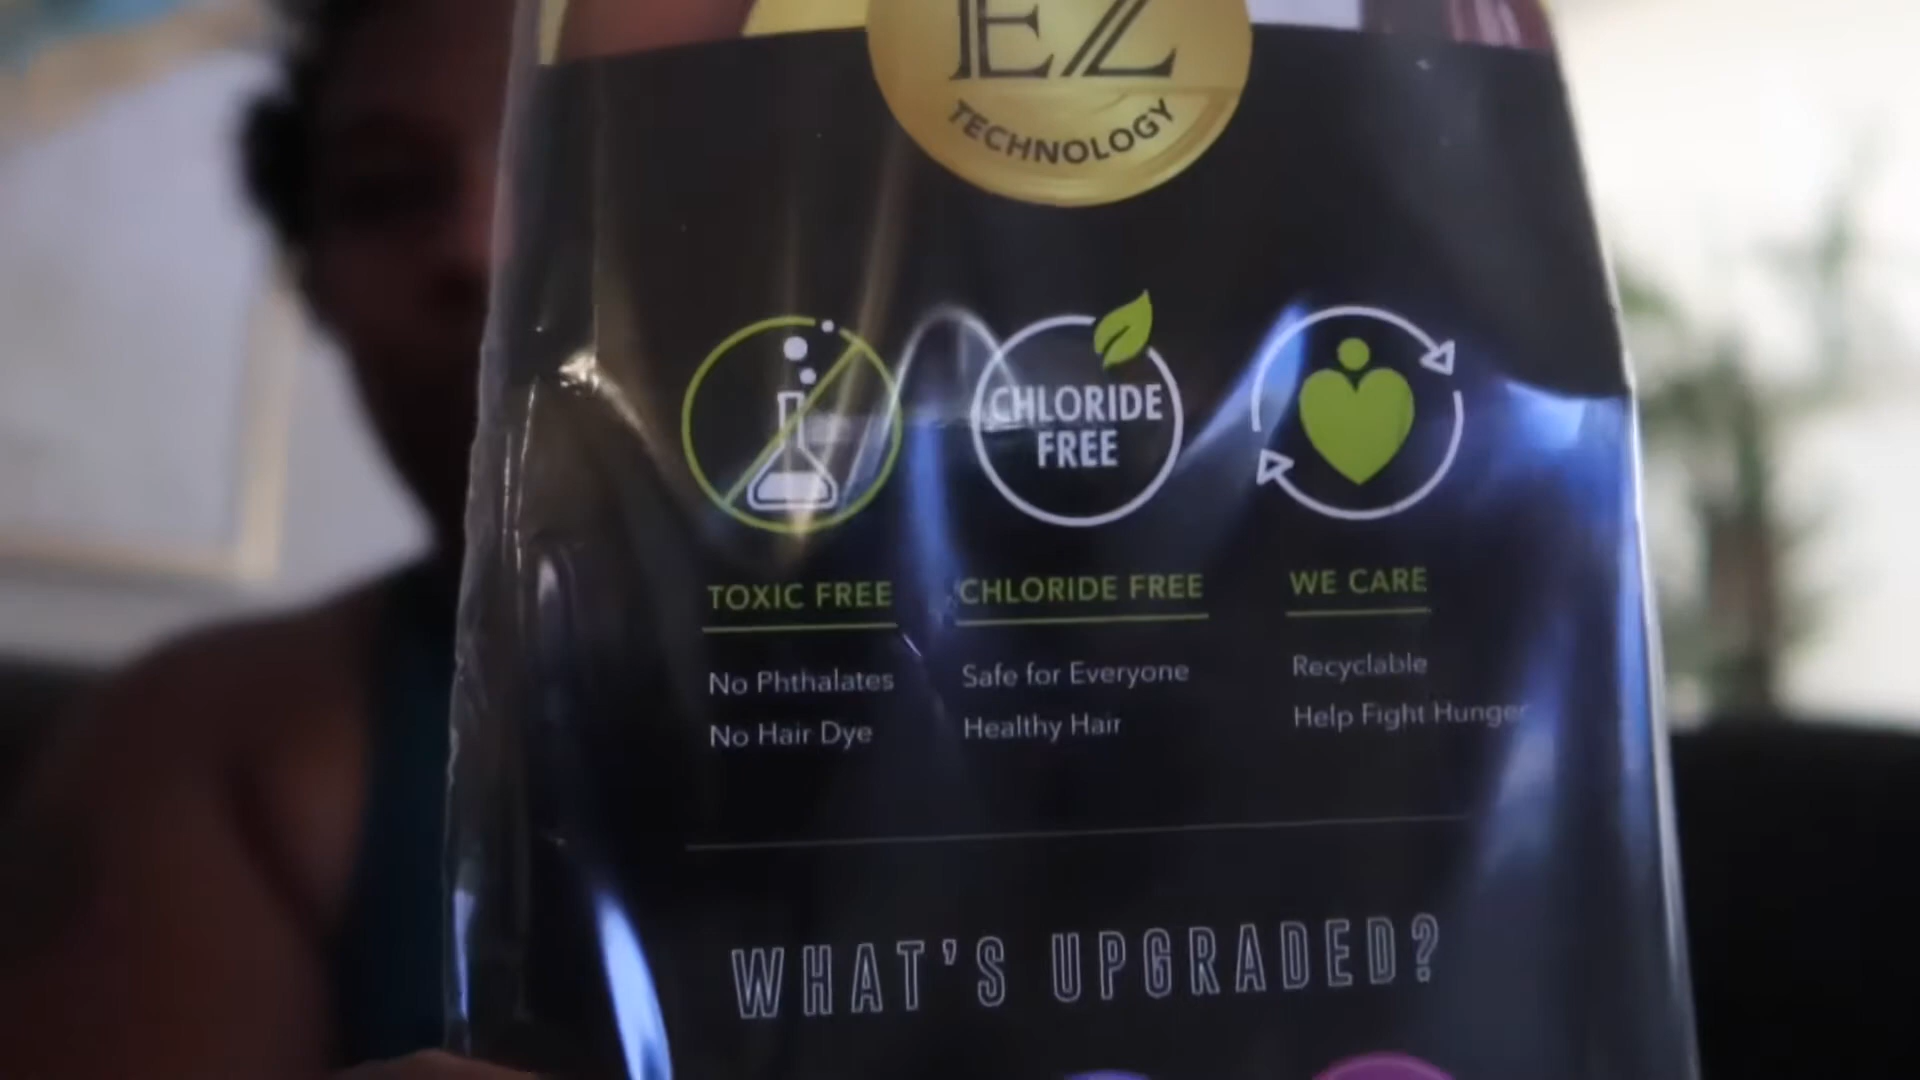 EZ
TECHNOLOGY
CHLORIDE
FREE
TOXIC FREE
No Phthalates
No Hair Dye
CHLORIDE FREE
Safe for Everyone
Healthy Hair
WE CARE
Recyclable
Help Fight Hunger
WHAT'S UPGRADED?